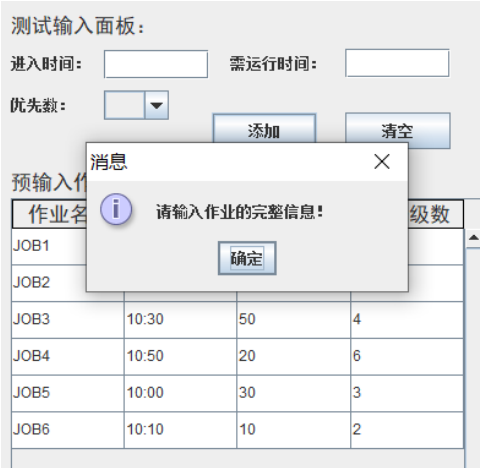 测试输入面板：
进入时间： 需运行时间：
优先数：
添加 清空
消息
预输入作
请输入作业的完整信息！
作业名 级数
确定
JOB1
JOB2
JOB3 10:30 50 4
JOB4 10:50 20 6
JOB5 10:00 30 3
JOB6 10:10 10 2